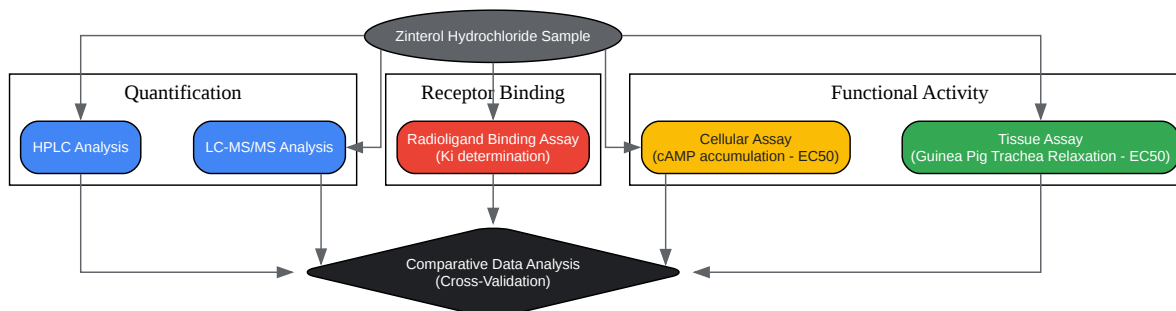 Zinterol Hydrochloride Sample
Quantification
Receptor Binding
Functional Activity
HPLC Analysis
LC-MS/MS Analysis
Radioligand Binding Assay
(Ki determination)
Cellular Assay
(cAMP accumulation - EC50)
Tissue Assay
(Guinea Pig Trachea Relaxation - EC50)
Comparative Data Analysis
(Cross-Validation)